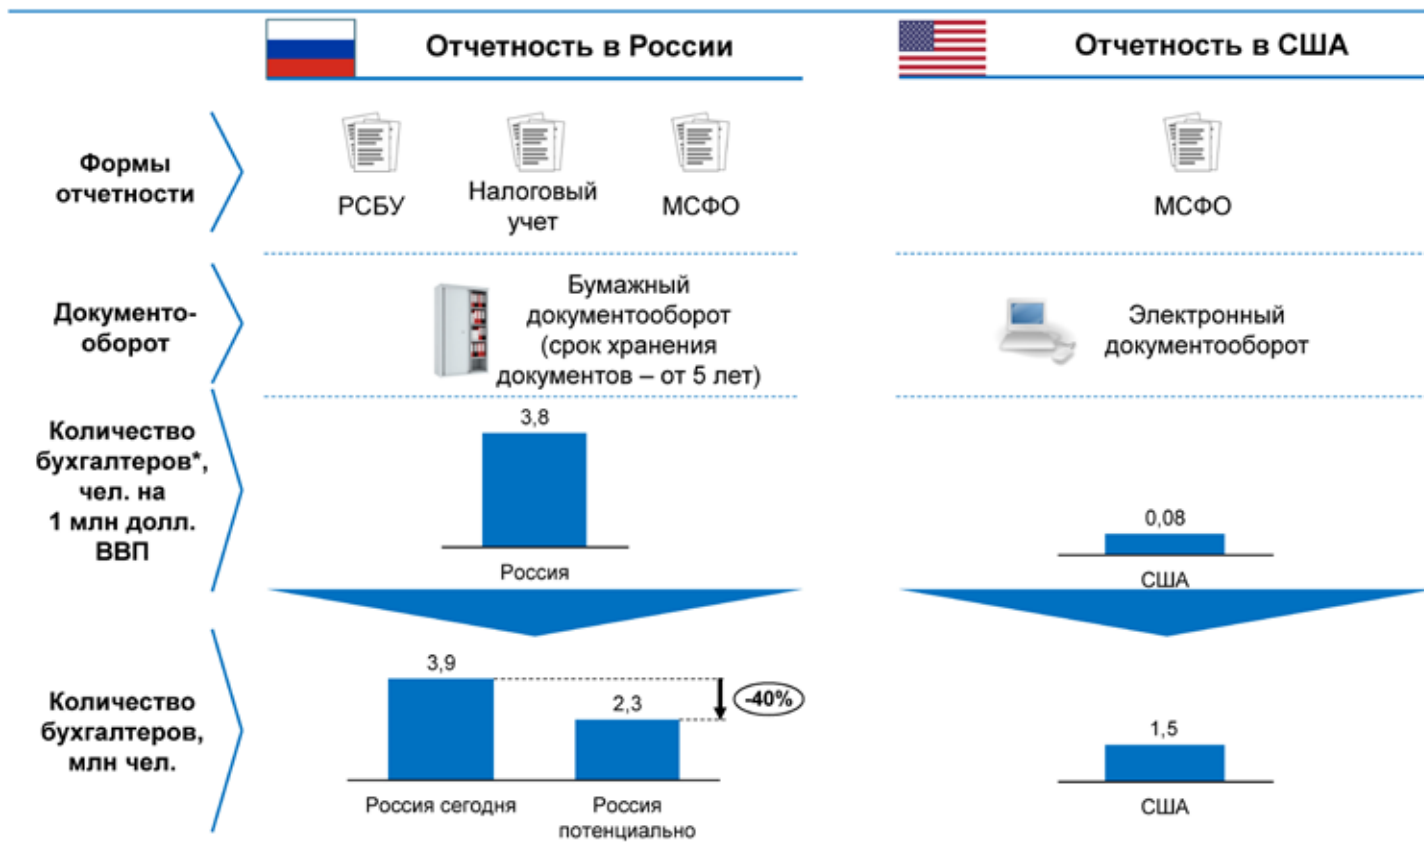 Отчетность в России
Отчетность в США
Формы
отчетности
РСБУ
Налоговый
учет
МСФО
МСФО
Документо-
оборот
Бумажный
документооборот
(срок хранения
документов – от 5 лет)
Электронный
документооборот
Количество
бухгалтеров*,
чел. на
1 млн долл.
ВВП
3,8
Россия
0,08
США
Количество
бухгалтеров,
млн чел.
3,9
2,3
-40%
Россия сегодня
Россия
потенциально
1,5
США